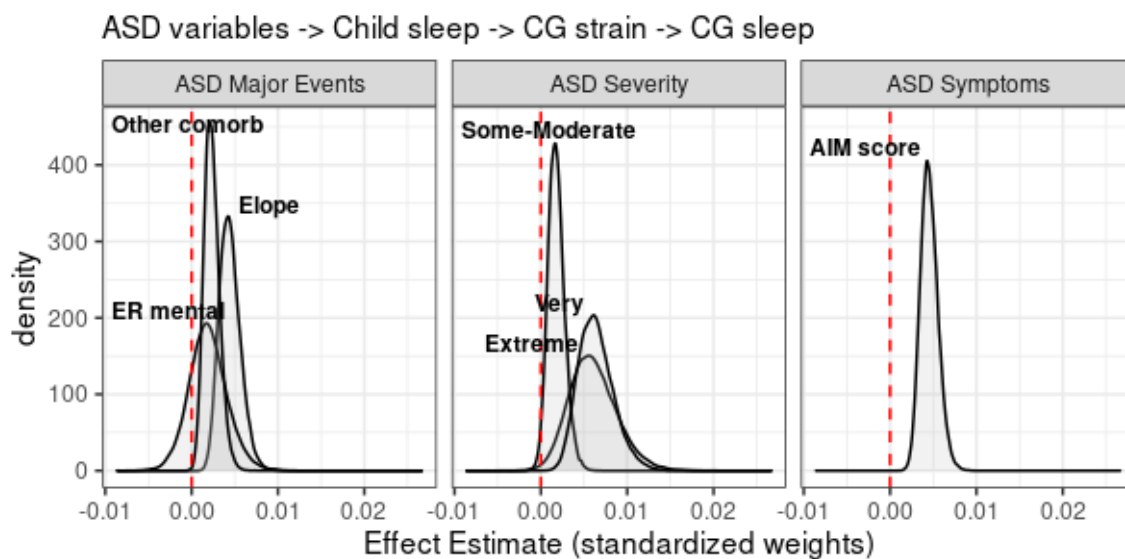 ASD variables -> Child sleep -> CG strain -> CG sleep
ASD Major Events
ASD Severity
ASD Symptoms
Other comorb
Elope
ER mental
Some-Moderate
Very
Extreme
AIM score
density
400
300
200
100
0
-0.01 0.00 0.01 0.02
-0.01 0.00 0.01 0.02
-0.01 0.00 0.01 0.02
Effect Estimate (standardized weights)